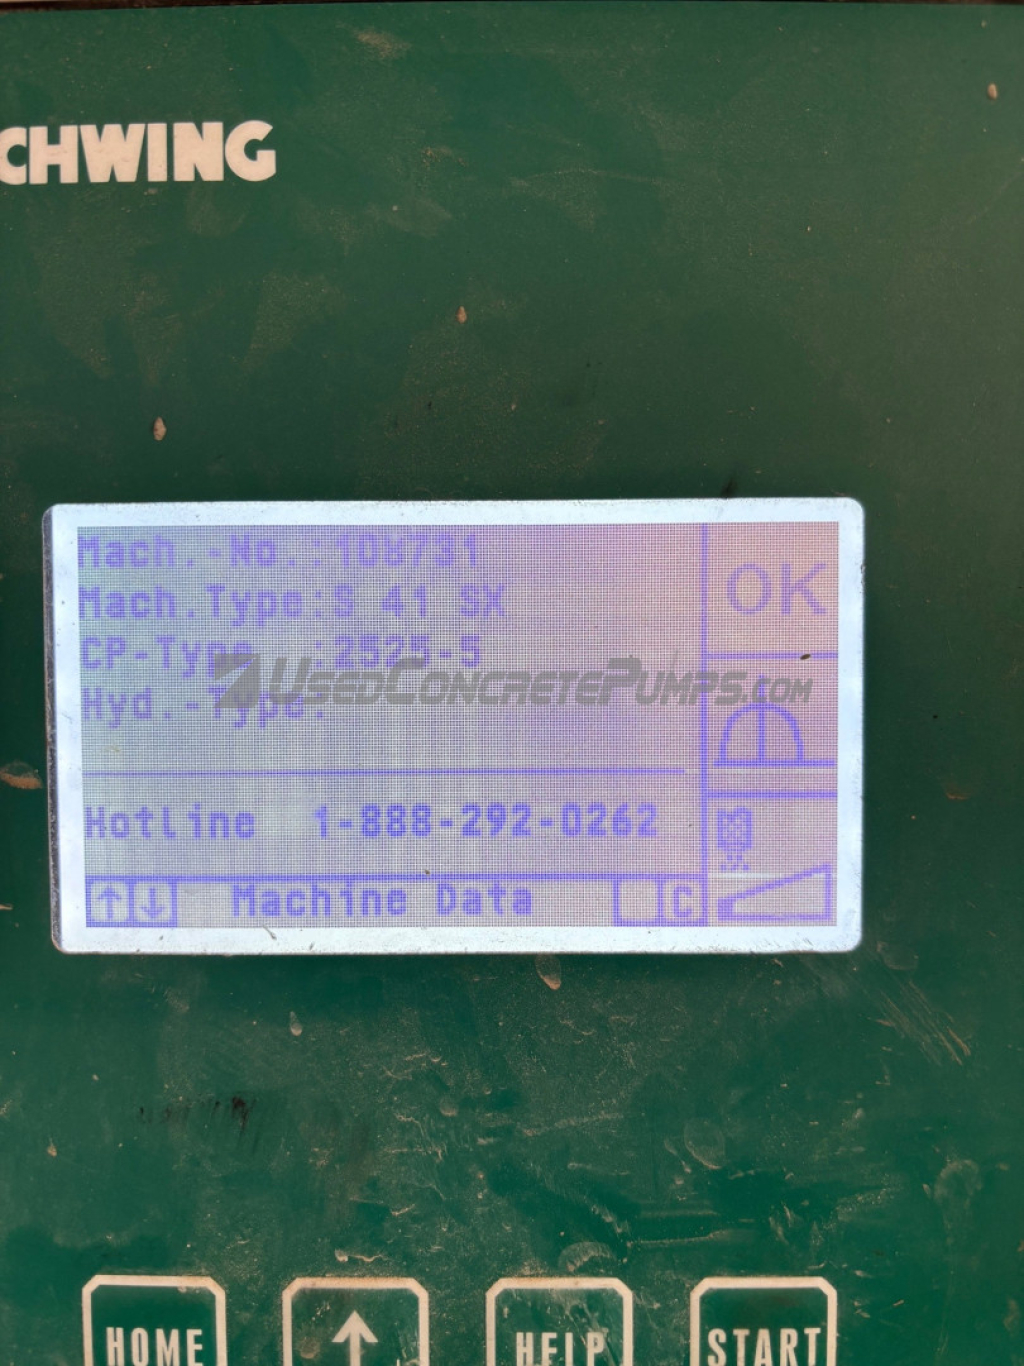 CHWING
Mach.-No.:108731
Mach.Type:S 41 SX
OK
CP-Type :2525-5
USEDCONCRETEPUMPS.COM
Hyd.-Type:
Hotline 1-888-292-0262
↑ ↓ Machine Data C
HOME ↑ HELP START